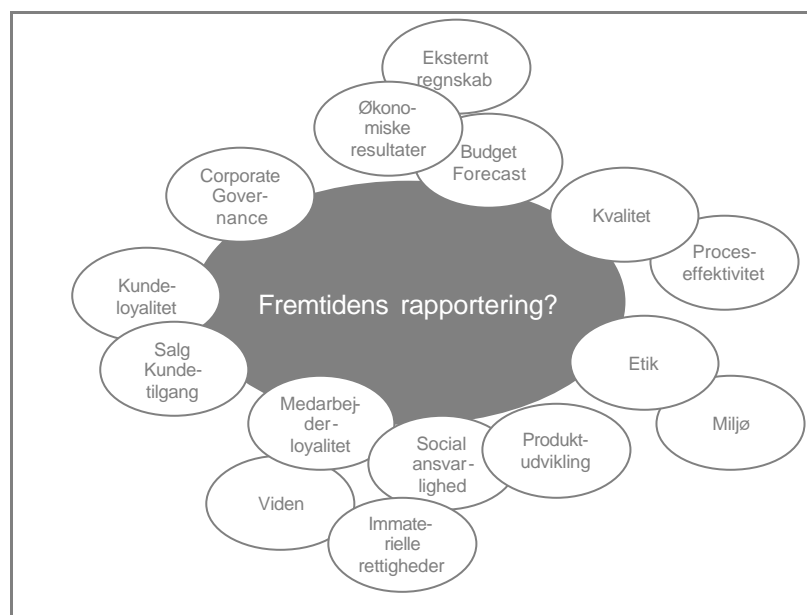 Eksternt
regnskab
Økono-
miske
resultater
Budget
Forecast
Corporate
Gover-
nance
Kvalitet
Proces-
effektivitet
Kunde-
loyalitet
Fremtidens rapportering?
Salg
Kunde-
tilgang
Etik
Miljø
Medarbej-
der-
loyalitet
Social
ansvar-
lighed
Produkt-
udvikling
Viden
Immate-
rielle
rettigheder